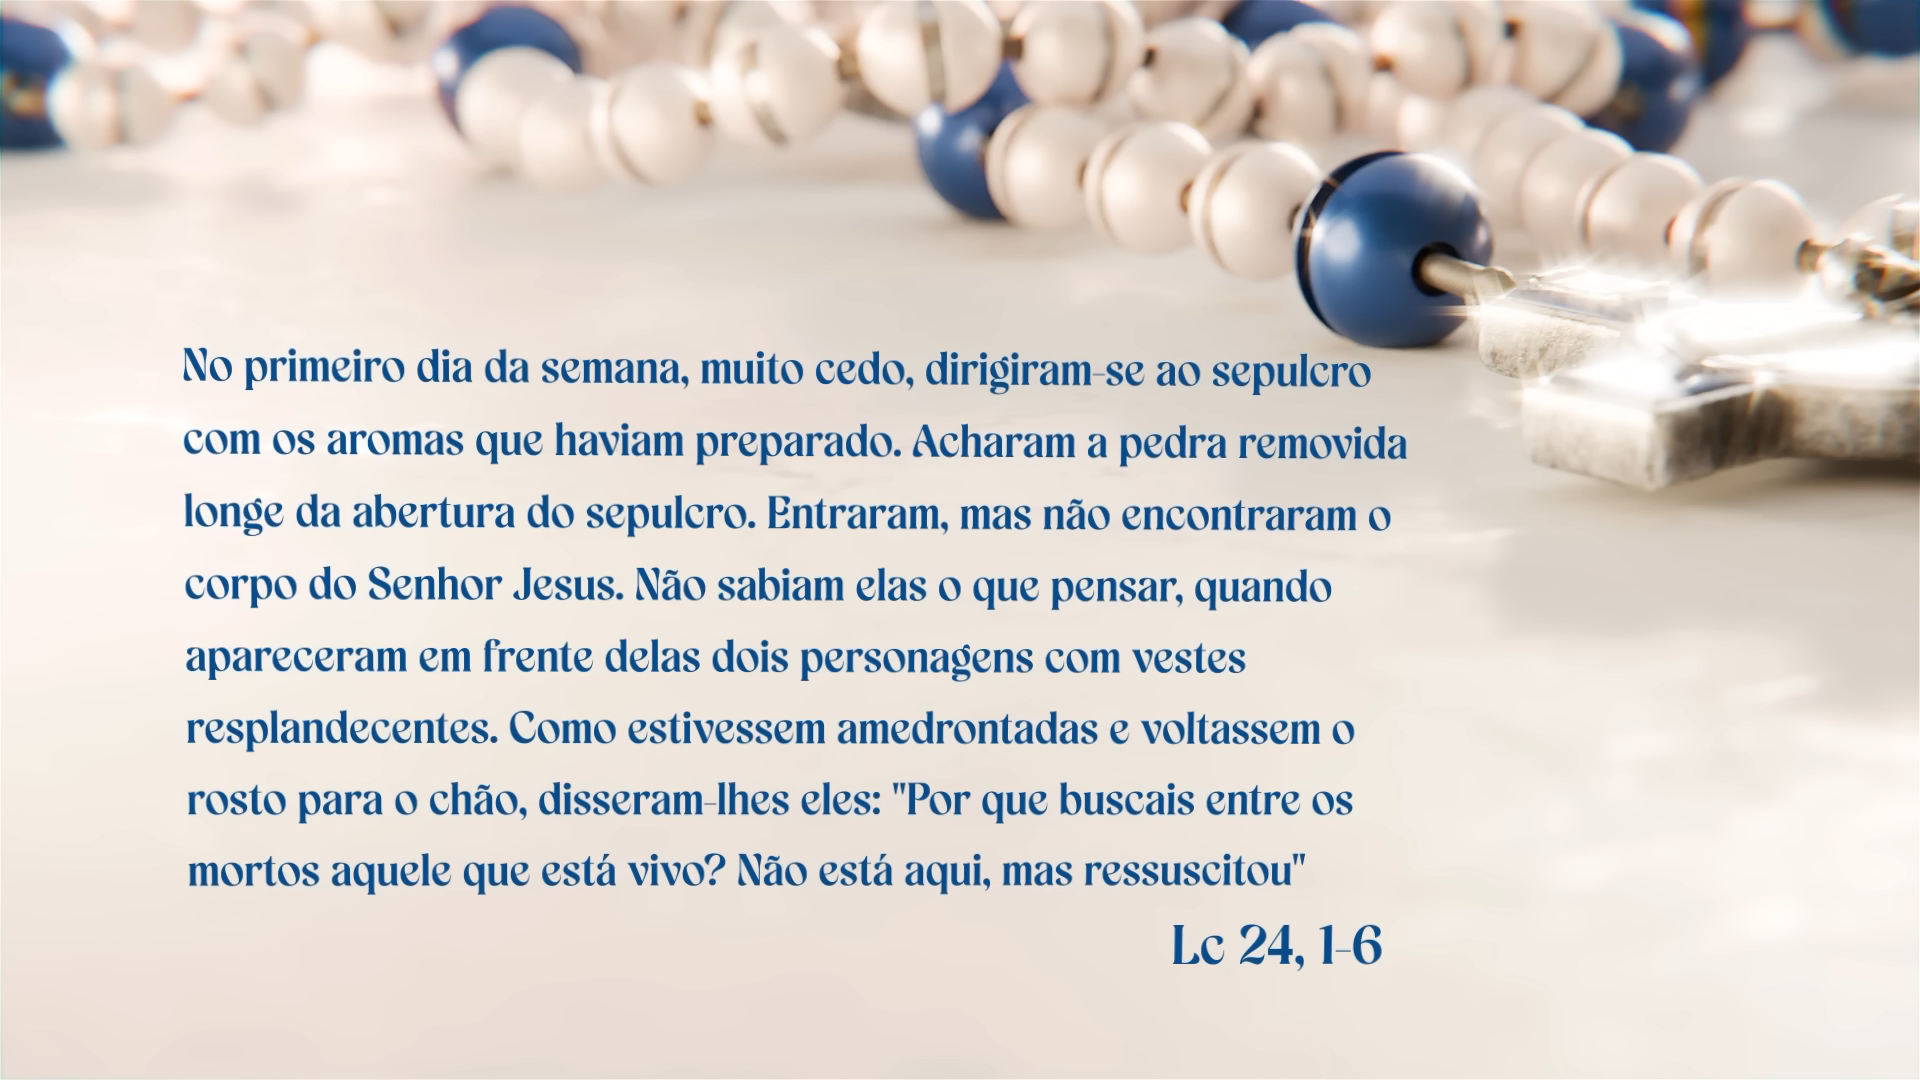 No primeiro dia da semana, muito cedo, dirigiram-se ao sepulcro
com os aromas que haviam preparado. Acharam a pedra removida
longe da abertura do sepulcro. Entraram, mas não encontraram o
corpo do Senhor Jesus. Não sabiam elas o que pensar, quando
apareceram em frente delas dois personagens com vestes
resplandecentes. Como estivessem amedrontadas e voltassem o
rosto para o chão, disseram-lhes eles: "Por que buscais entre os
mortos aquele que está vivo? Não está aqui, mas ressuscitou"
Lc 24, 1-6